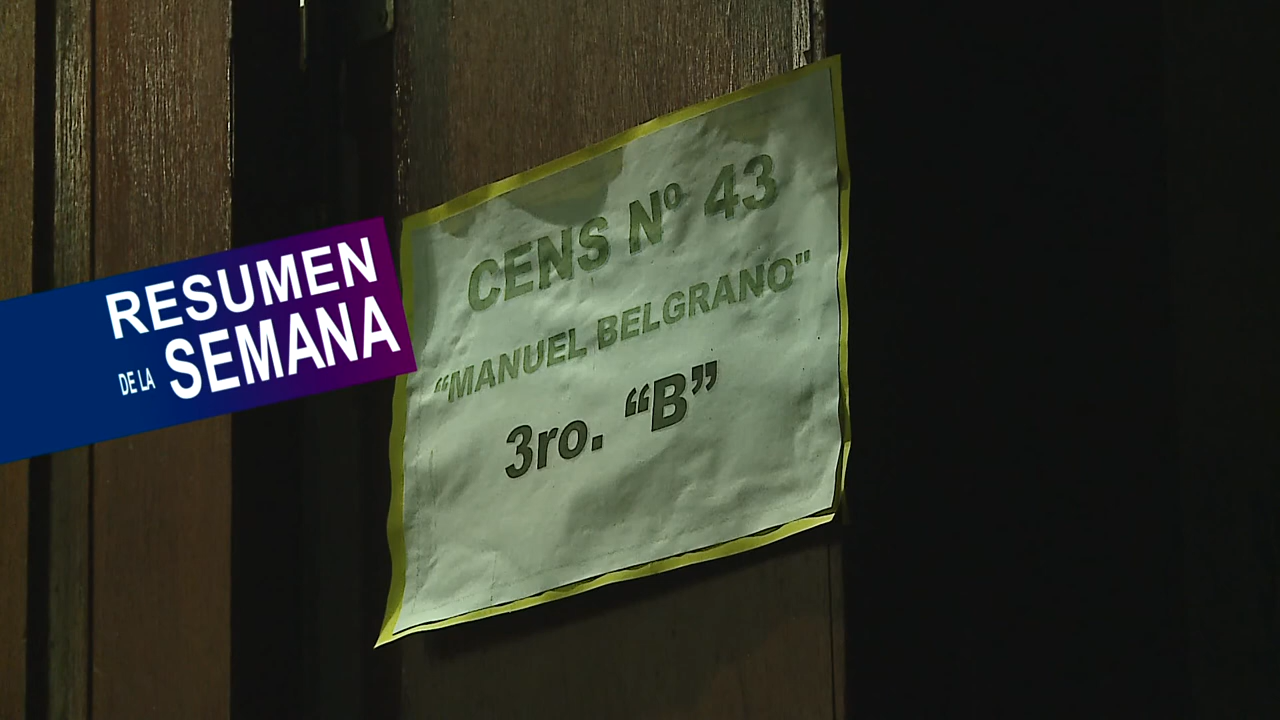 RESUMEN
DE LA SEMANA
CENS Nº 43
“MANUEL BELGRANO"
3ro. “B”